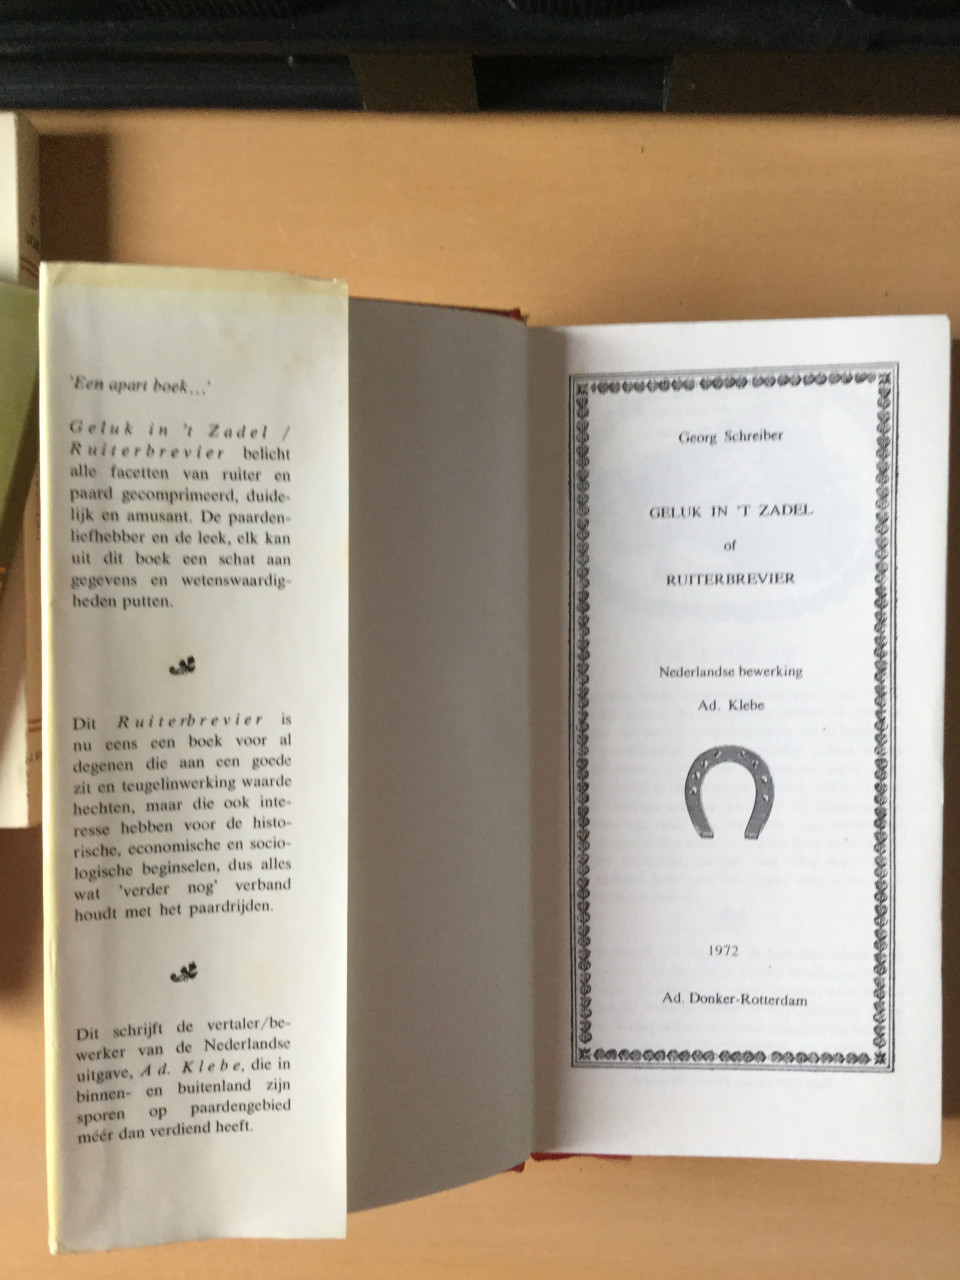 'Een apart boek...'
Geluk in 't Zadel /
Ruiterbrevier belicht
alle facetten van ruiter en
paard gecomprimeerd, duide-
lijk en amusant. De paarden-
liefhebber en de leek, elk kan
uit dit boek een schat aan
gegevens en wetenswaardig-
heden putten.
Dit Ruiterbrevier is
nu eens een boek voor al
degenen die aan een goede
zit en teugelinwerking waarde
hechten, maar die ook inte-
resse hebben voor de histo-
rische, economische en socio-
logische beginselen, dus alles
wat 'verder nog' verband
houdt met het paardrijden.
Dit schrijft de vertaler/be-
werker van de Nederlandse
uitgave, Ad. Klebe, die in
binnen- en buitenland zijn
sporen op paardengebied
méér dan verdiend heeft.
Georg Schreiber
GELUK IN 'T ZADEL
of
RUITERBREVIER
Nederlandse bewerking
Ad. Klebe
1972
Ad. Donker-Rotterdam